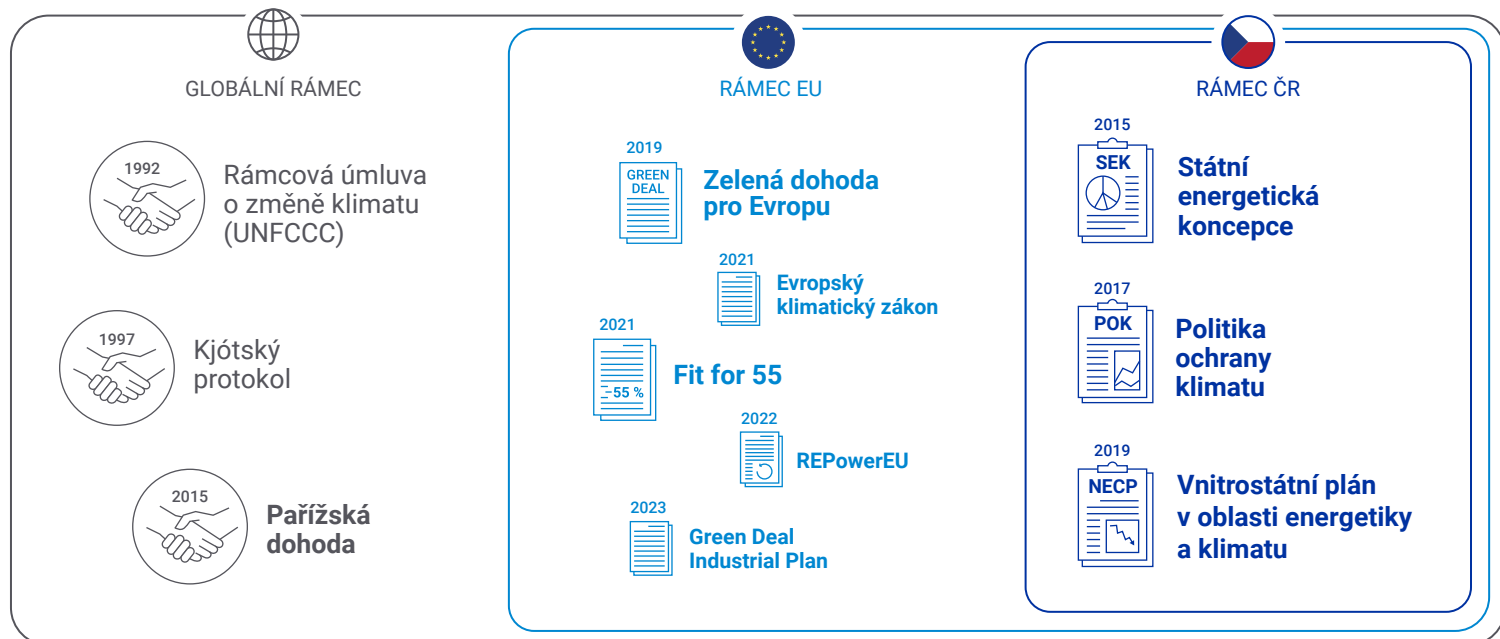 GLOBÁLNÍ RÁMEC
1992
Rámcová úmluva
o změně klimatu
(UNFCCC)
1997
Kjótský
protokol
2015
Pařížská
dohoda
RÁMEC EU
2019
GREEN
DEAL
Zelená dohoda
pro Evropu
2021
Evropský
klimatický zákon
2021
−55 %
Fit for 55
2022
REPowerEU
2023
Green Deal
Industrial Plan
RÁMEC ČR
2015
SEK
Státní
energetická
koncepce
2017
POK
Politika
ochrany
klimatu
2019
NECP
Vnitrostátní plán
v oblasti energetiky
a klimatu